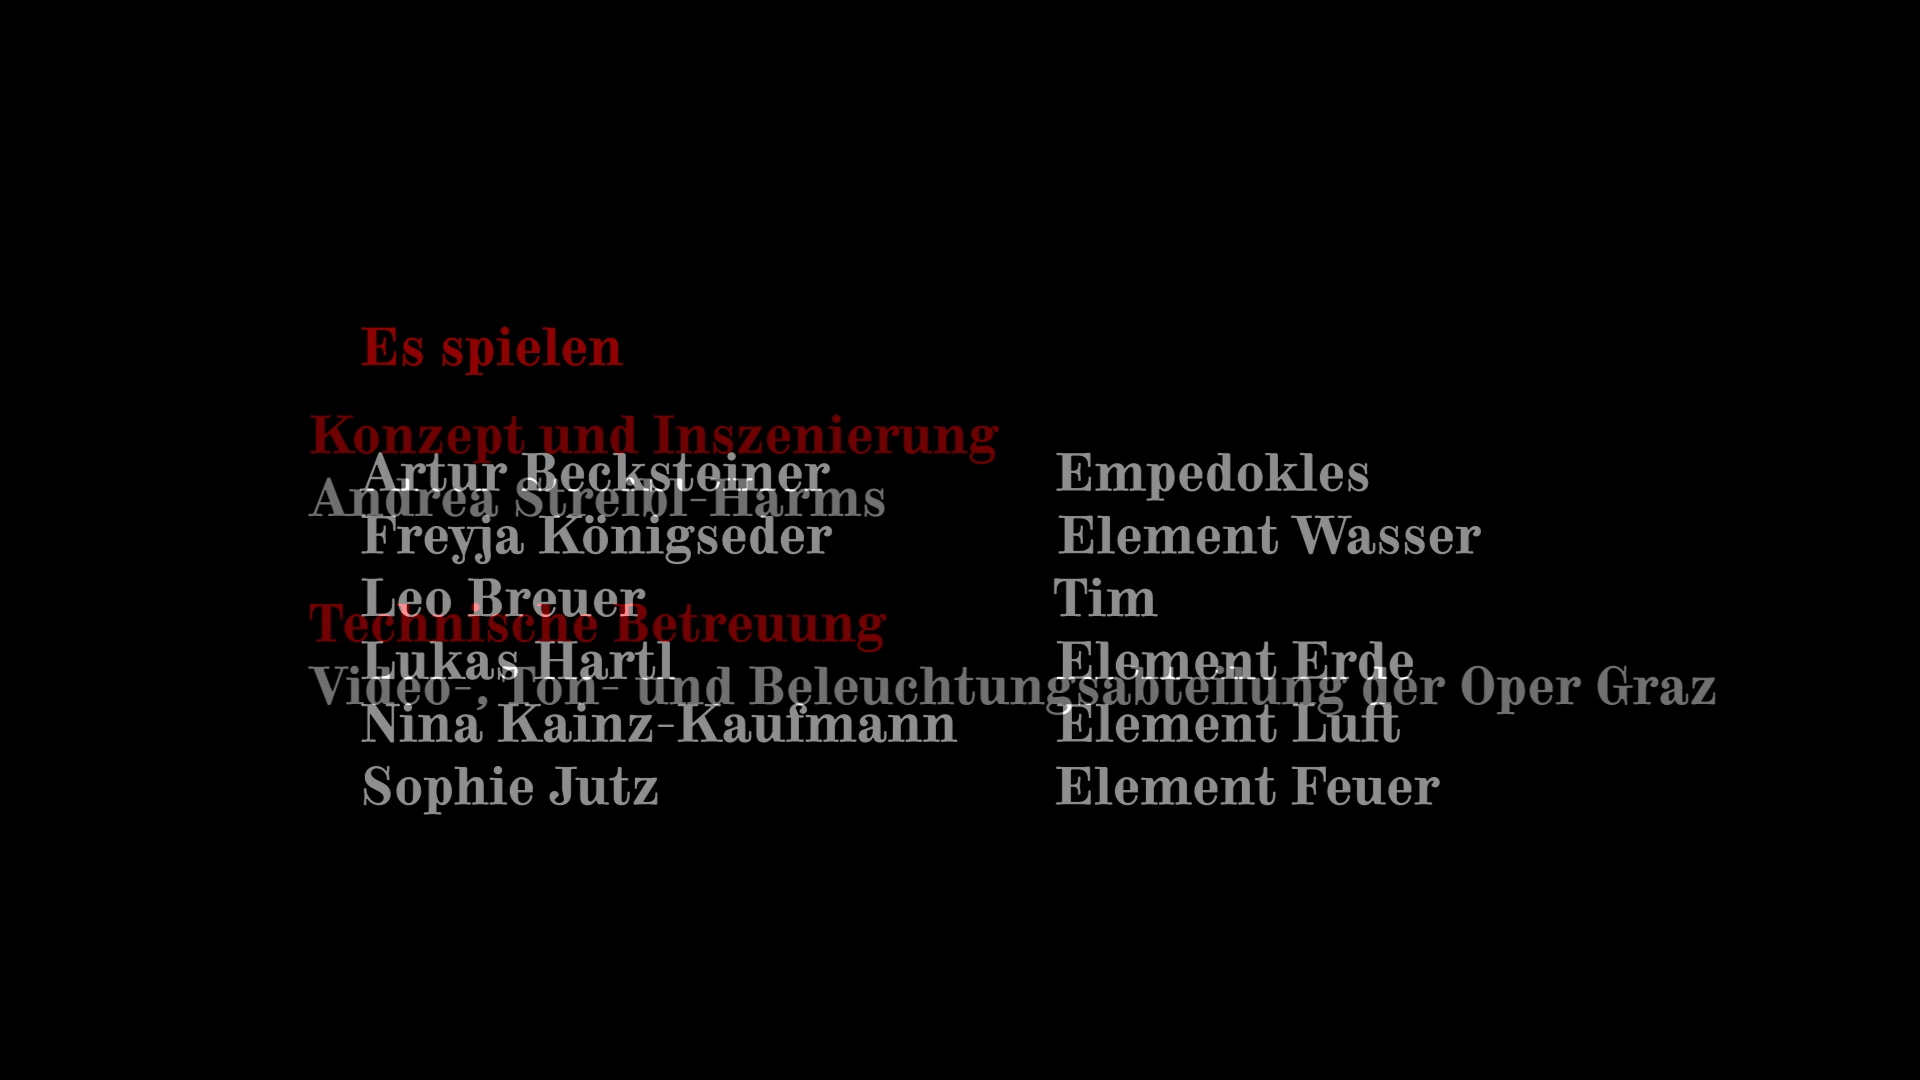 Es spielen
Konzept und Inszenierung
Artur Becksteiner Empedokles
Andrea Streibl-Harms
Freyja Königseder Element Wasser
Leo Breuer Tim
Technische Betreuung
Lukas Hartl Element Erde
Video-, Ton- und Beleuchtungsabteilung der Oper Graz
Nina Kainz-Kaufmann Element Luft
Sophie Jutz Element Feuer